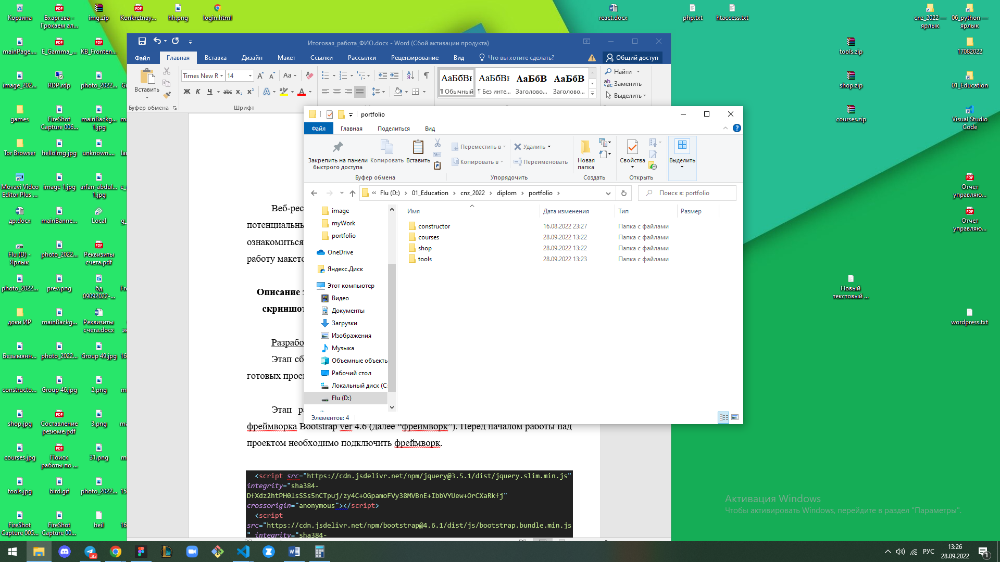 Корзина
Бхаргава -
Грокаем ал...
img.zip
Konkretnay...
hh.png
login.html
react.docx
php.txt
htaccess.txt
cnz_2022 —
ярлык
06_python —
ярлык
mainPage....
E_Gamma_...
KB_Fronten...
tools.zip
17082022
image_202...
RDP.rdp
photo_2022...
shop.zip
01_Education
games
FireShot
Capture 006...
mainBackg...
1.jpg
courses.zip
Visual Studio
Code
Tor Browser
helloImg.jpg
unknown....
Movavi Video
Editor Plus ...
image 1.jpg
arfan-abdul...
1.jpg
Отчет
управляю...
др.docx
mainBanne...
Local
Отчет
управляю...
Flu (D) -
Ярлык
photo_2022...
Реквизиты
счета.pdf
photo_2022...
prev.png
бд
09092022-...
Новый
текстовый ...
доки ИР
mainBackg...
Реквизиты
счета.docx
wordpress.txt
Безымянн...
photo_2022...
Group 49.jpg
constructo...
Group 46.jpg
2.png
shop.jpg
Составление
резюме.pdf
3.png
courses.jpg
Поиск
работы по ...
31.png
tools.jpg
bird.gif
photo_2022...
FireShot
Capture 005...
FireShot
Capture 00...
heil
Итоговая_работа_ФИО.docx - Word (Сбой активации продукта)
Файл Главная Вставка Дизайн Макет Ссылки Рассылки Рецензирование Вид Что вы хотите сделать? Общий доступ
Вставить
Times New R 14
Aa
Ж К Ч abc x₂ x²
АаБбВı АаБбВı АаБбВ АаБбВ
¶ Обычный ¶ Без инте... Заголово... Заголово...
Найти
Заменить
Выделить
Буфер обмена Шрифт
Веб-рес
потенциальнь
ознакомиться
работу макето
Описание з
скриншот
Разрабо
Этап сб
готовых проен
Этап р
фреймворка Bootstrap ver 4.6 (далее “фреймворк”). Перед началом работы над
проектом необходимо подключить фреймворк.
<script src="https://cdn.jsdelivr.net/npm/jquery@3.5.1/dist/jquery.slim.min.js"
integrity="sha384-
DfXdz2htPH0lsSSs5nCTpuj/zy4C+OGpamoFVy38MVBnE+IbbVYUew+OrCXaRkfj"
crossorigin="anonymous"></script>
<script
src="https://cdn.jsdelivr.net/npm/bootstrap@4.6.1/dist/js/bootstrap.bundle.min.js
" integrity="sha384-
portfolio
Файл Главная Поделиться Вид
Закрепить на панели
быстрого доступа
Копировать
Вставить
Переместить в
Копировать в
Удалить
Переименовать
Новая
папка
Свойства
Выделить
Буфер обмена Упорядочить Создать Открыть
« Flu (D:) › 01_Education › cnz_2022 › diplom › portfolio ›
Поиск в: portfolio
image
myWork
portfolio
OneDrive
Яндекс.Диск
Этот компьютер
Видео
Документы
Загрузки
Изображения
Музыка
Объемные объекть
Рабочий стол
Локальный диск (C:
Flu (D:)
Имя Дата изменения Тип Размер
constructor 16.08.2022 23:27 Папка с файлами
courses 28.09.2022 13:22 Папка с файлами
shop 28.09.2022 13:22 Папка с файлами
tools 28.09.2022 13:23 Папка с файлами
Элементов: 4
Активация Windows
Чтобы активировать Windows, перейдите в раздел "Параметры".
83
РУС
13:26
28.09.2022
1